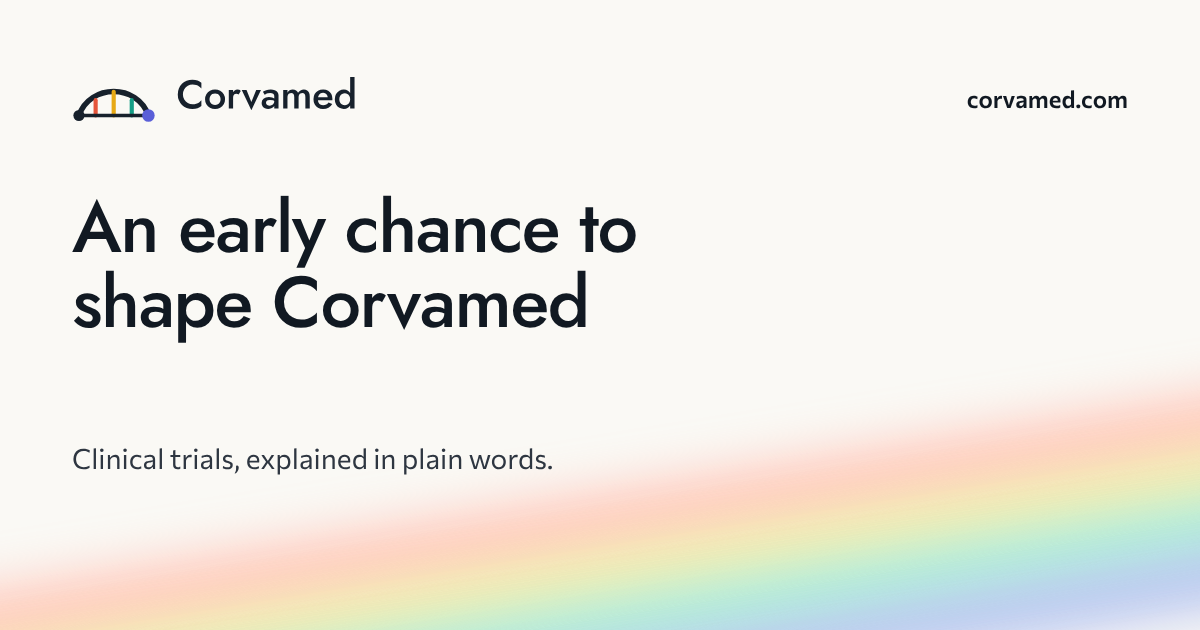 Corvamed
corvamed.com
An early chance to
shape Corvamed
Clinical trials, explained in plain words.